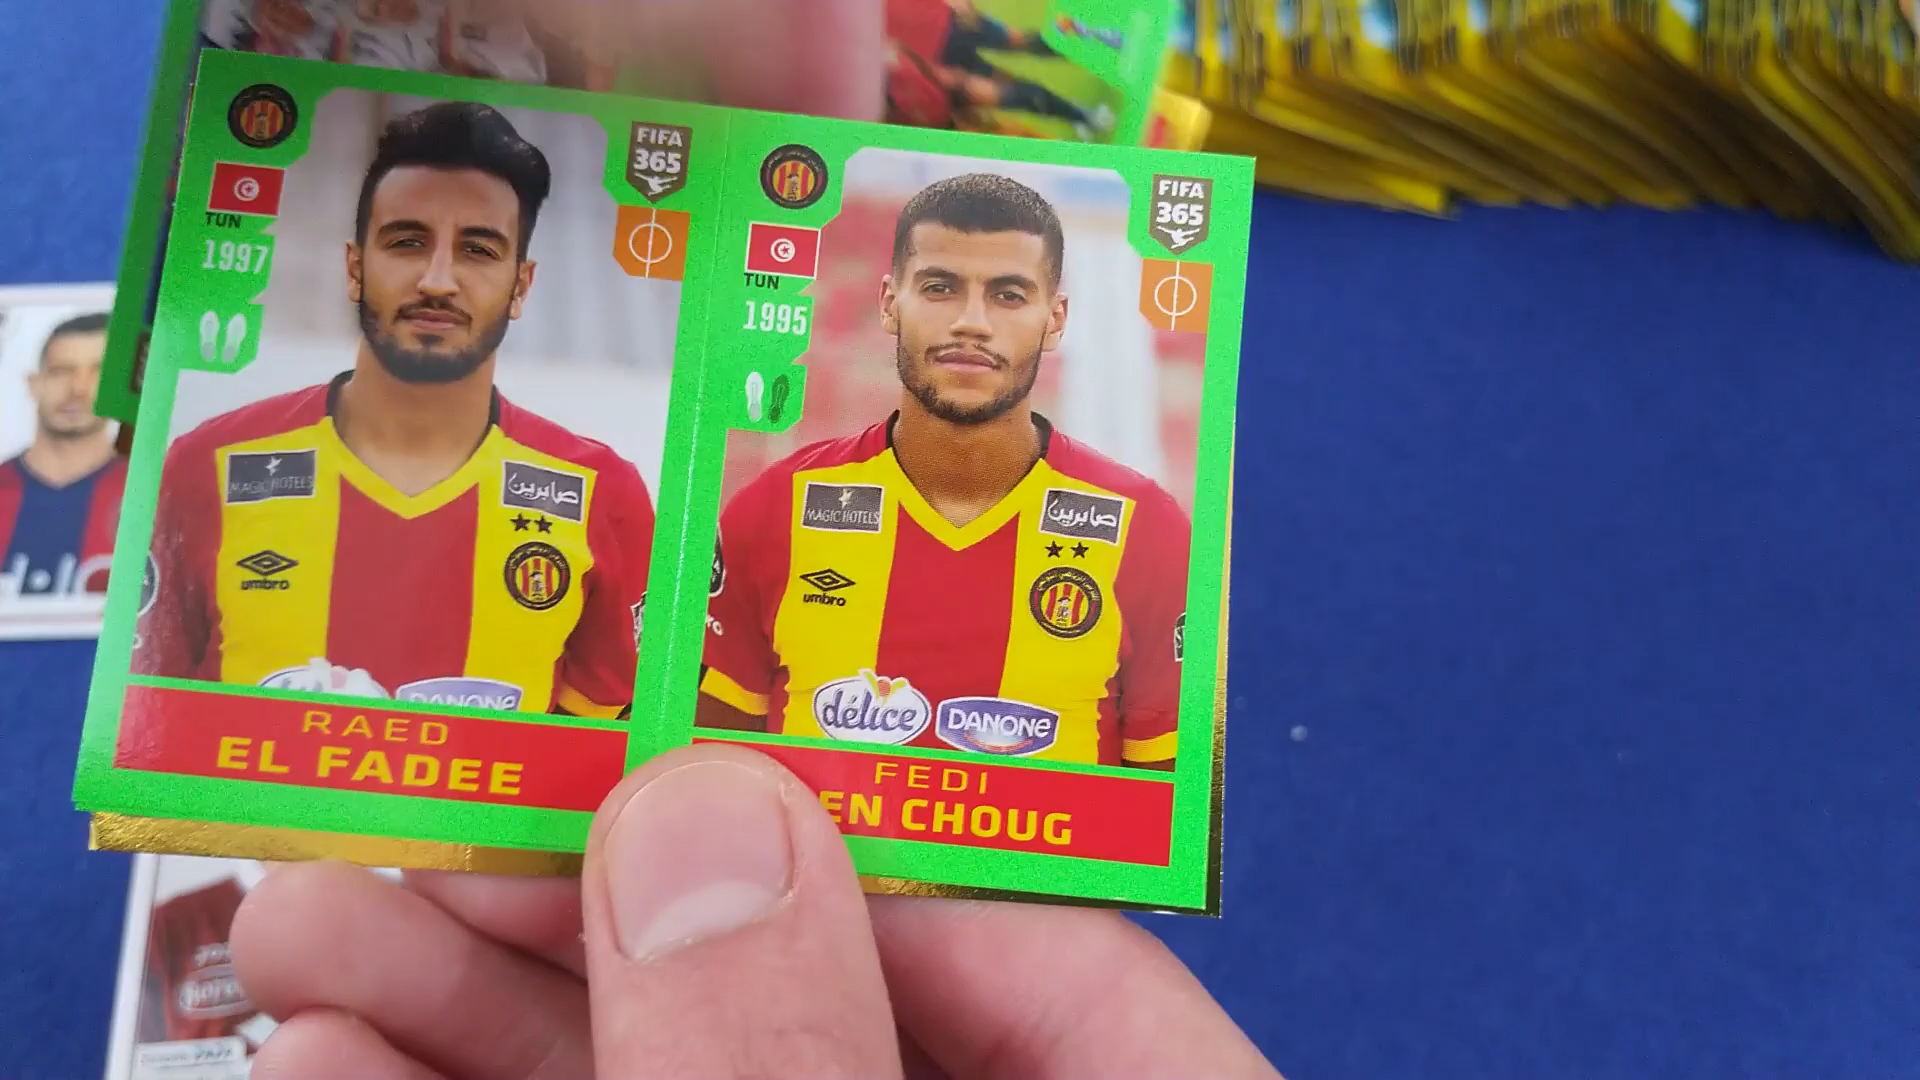 FIFA
365
TUN
1997
MAGIC HOTELS
صابرين
umbro
DANONE
RAED
EL FADEE
FIFA
365
TUN
1995
MAGIC HOTELS
صابرين
umbro
délice
DANONE
FEDI
EN CHOUG